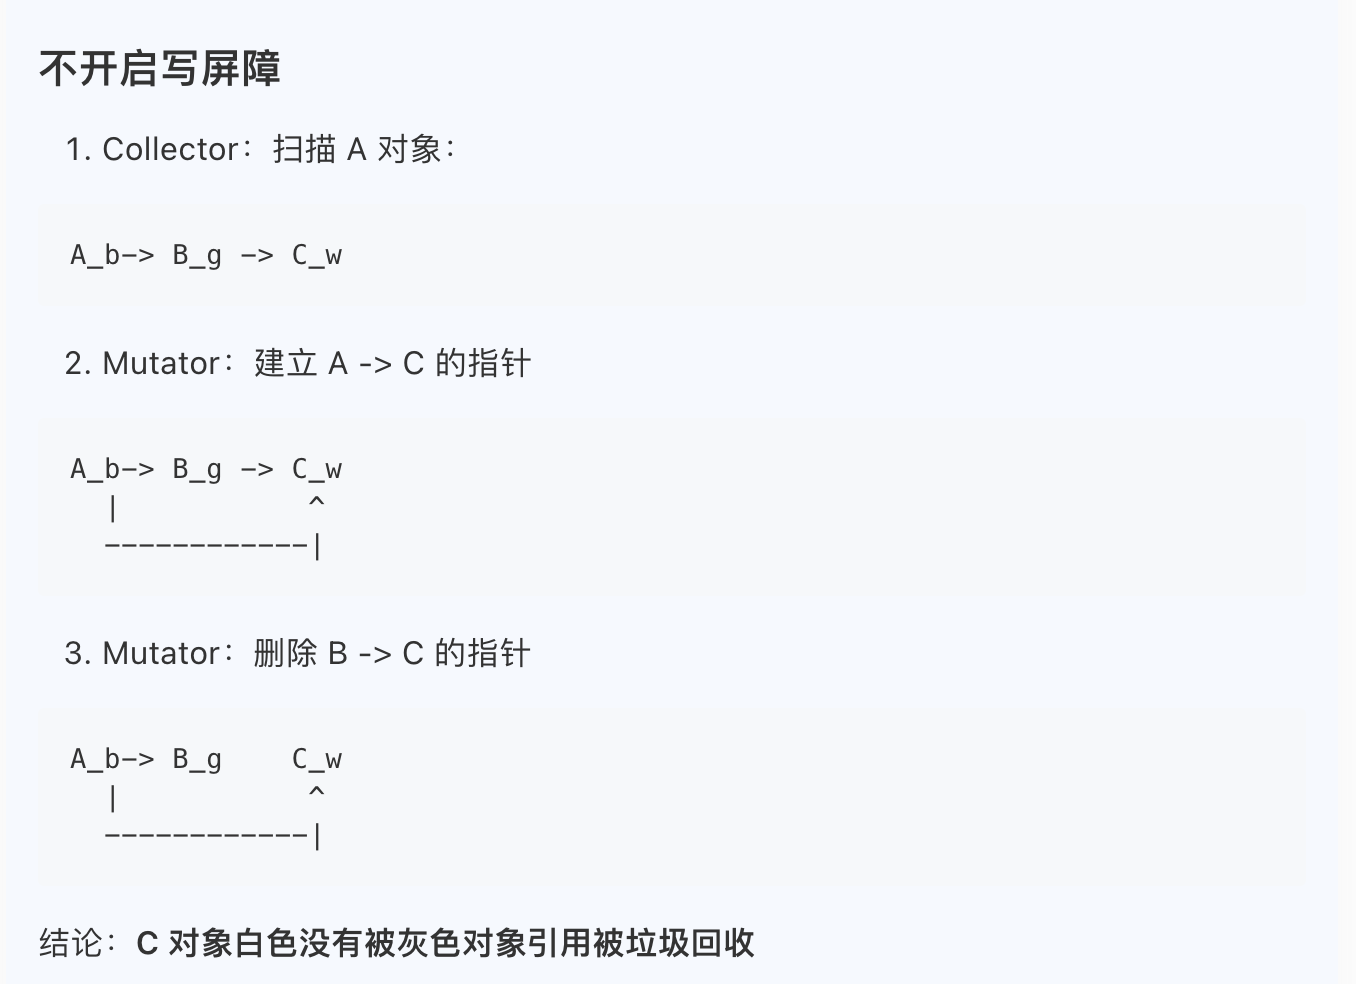 不开启写屏障
1. Collector：扫描 A 对象：
A_b-> B_g -> C_w
2. Mutator：建立 A -> C 的指针
A_b-> B_g -> C_w
  |           ^
  ------------|
3. Mutator：删除 B -> C 的指针
A_b-> B_g    C_w
  |           ^
  ------------|
结论：C 对象白色没有被灰色对象引用被垃圾回收